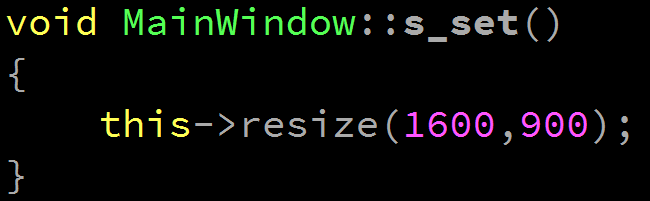 void MainWindow::s_set()
{
    this->resize(1600,900);
}